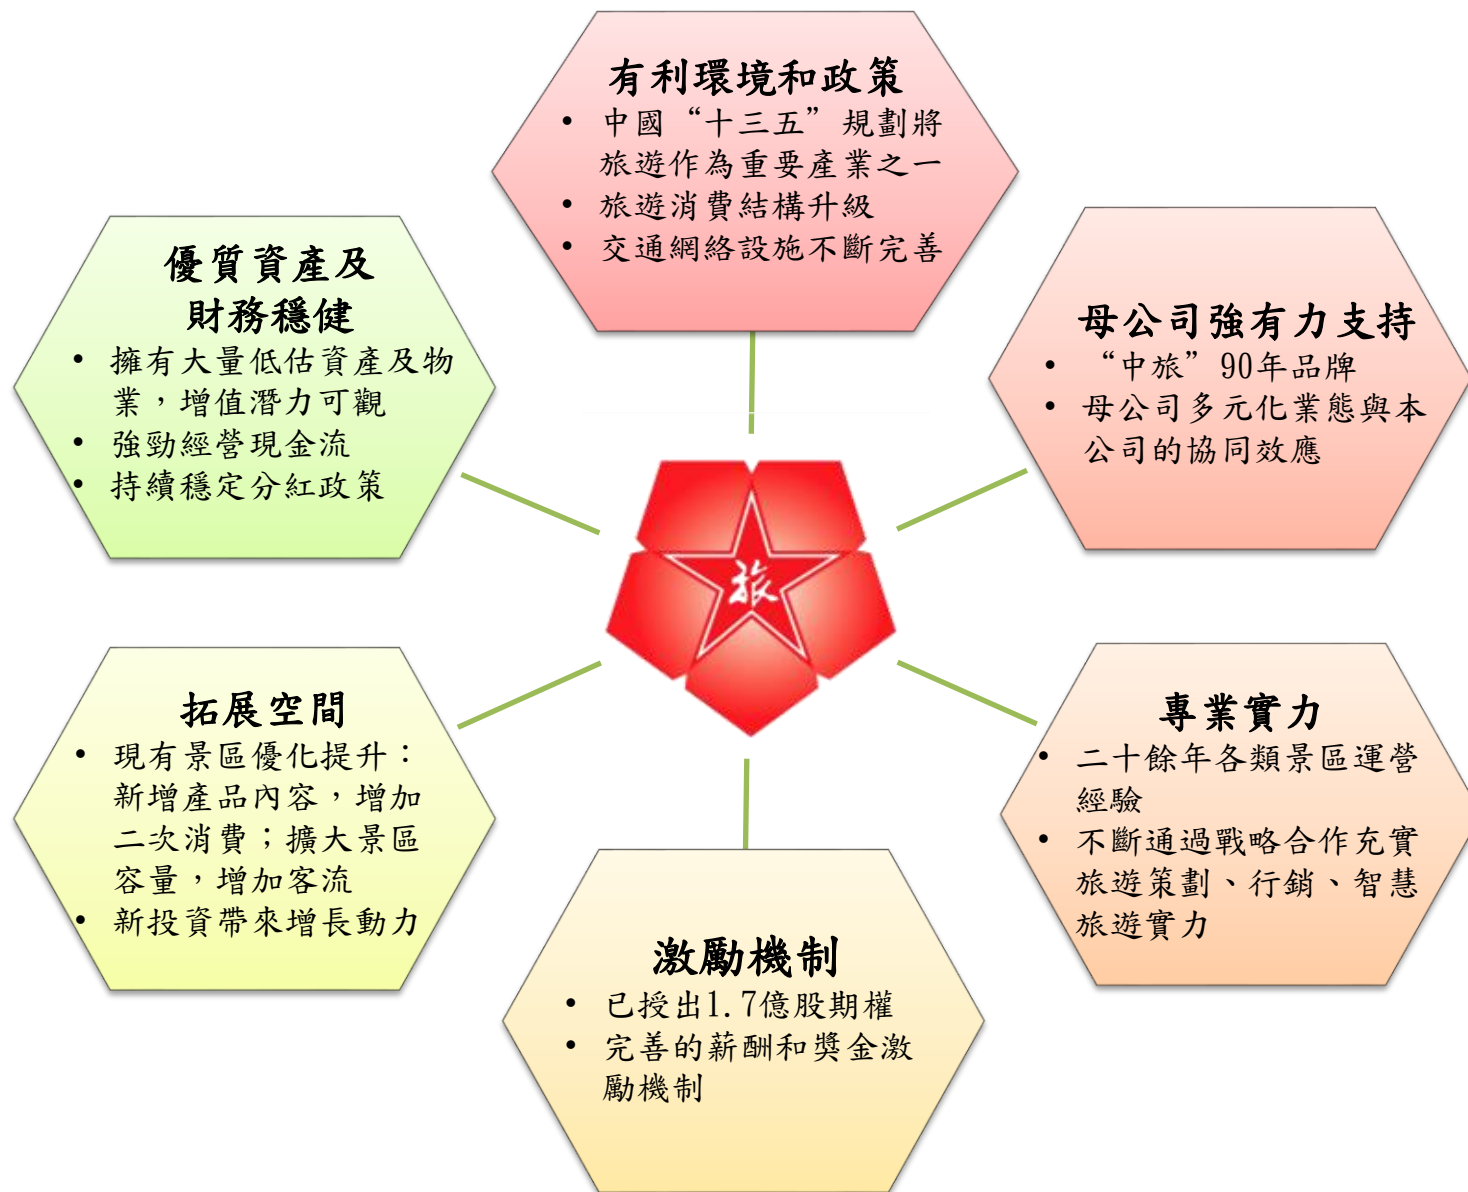 有利環境和政策
• 中國“十三五”規劃將
旅遊作為重要產業之一
• 旅遊消費結構升級
• 交通網絡設施不斷完善
優質資產及
財務穩健
• 擁有大量低估資產及物
業，增值潛力可觀
• 強勁經營現金流
• 持續穩定分紅政策
母公司強有力支持
• “中旅”90年品牌
• 母公司多元化業態與本
公司的協同效應
旅
拓展空間
• 現有景區優化提升：
新增產品內容，增加
二次消費；擴大景區
容量，增加客流
• 新投資帶來增長動力
專業實力
• 二十餘年各類景區運營
經驗
• 不斷通過戰略合作充實
旅遊策劃、行銷、智慧
旅遊實力
激勵機制
• 已授出1.7億股期權
• 完善的薪酬和獎金激
勵機制